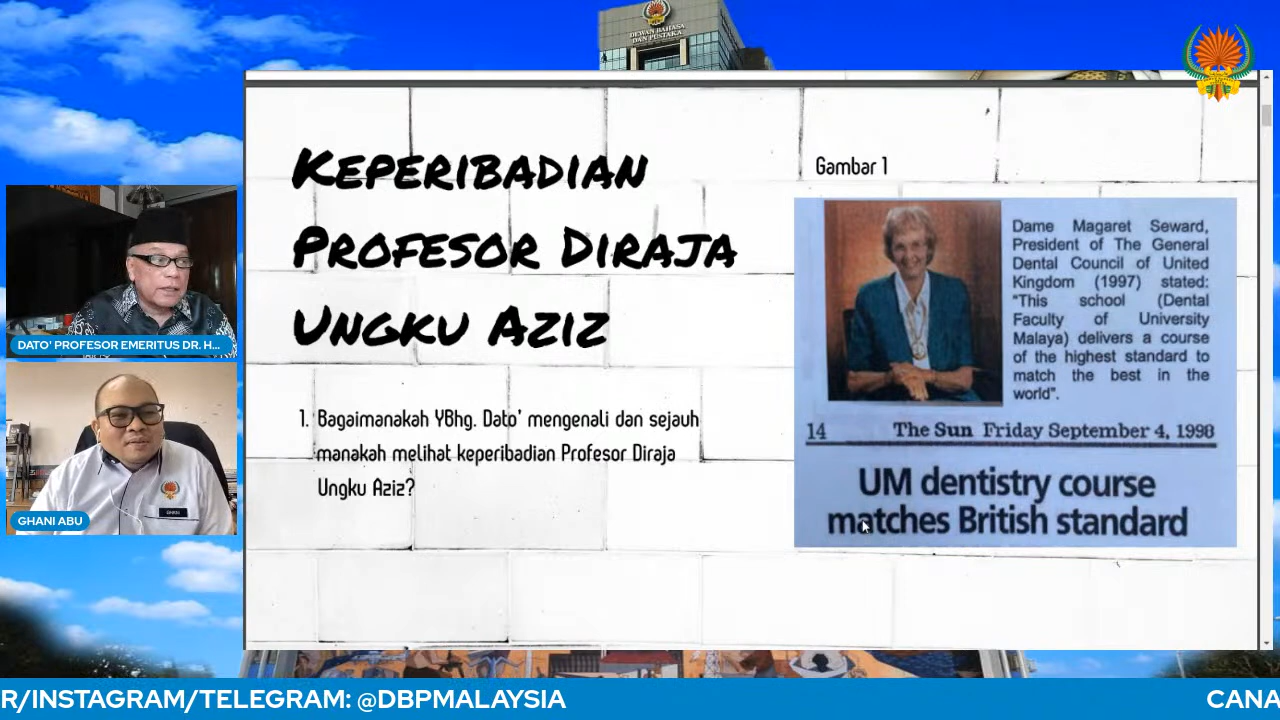 DEWAN BAHASA
DAN PUSTAKA
KEPERIBADIAN
PROFESOR DIRAJA
UNGKU AZIZ
1. Bagaimanakah YBhg. Dato' mengenali dan sejauh
manakah melihat keperibadian Profesor Diraja
Ungku Aziz?
Gambar 1
Dame Magaret Seward,
President of The General
Dental Council of United
Kingdom (1997) stated:
"This school (Dental
Faculty of University
Malaya) delivers a course
of the highest standard to
match the best in the
world".
14 The Sun Friday September 4, 1998
UM dentistry course
matches British standard
DATO' PROFESOR EMERITUS DR. H...
GHANI
GHANI ABU
R/INSTAGRAM/TELEGRAM: @DBPMALAYSIA
CANA